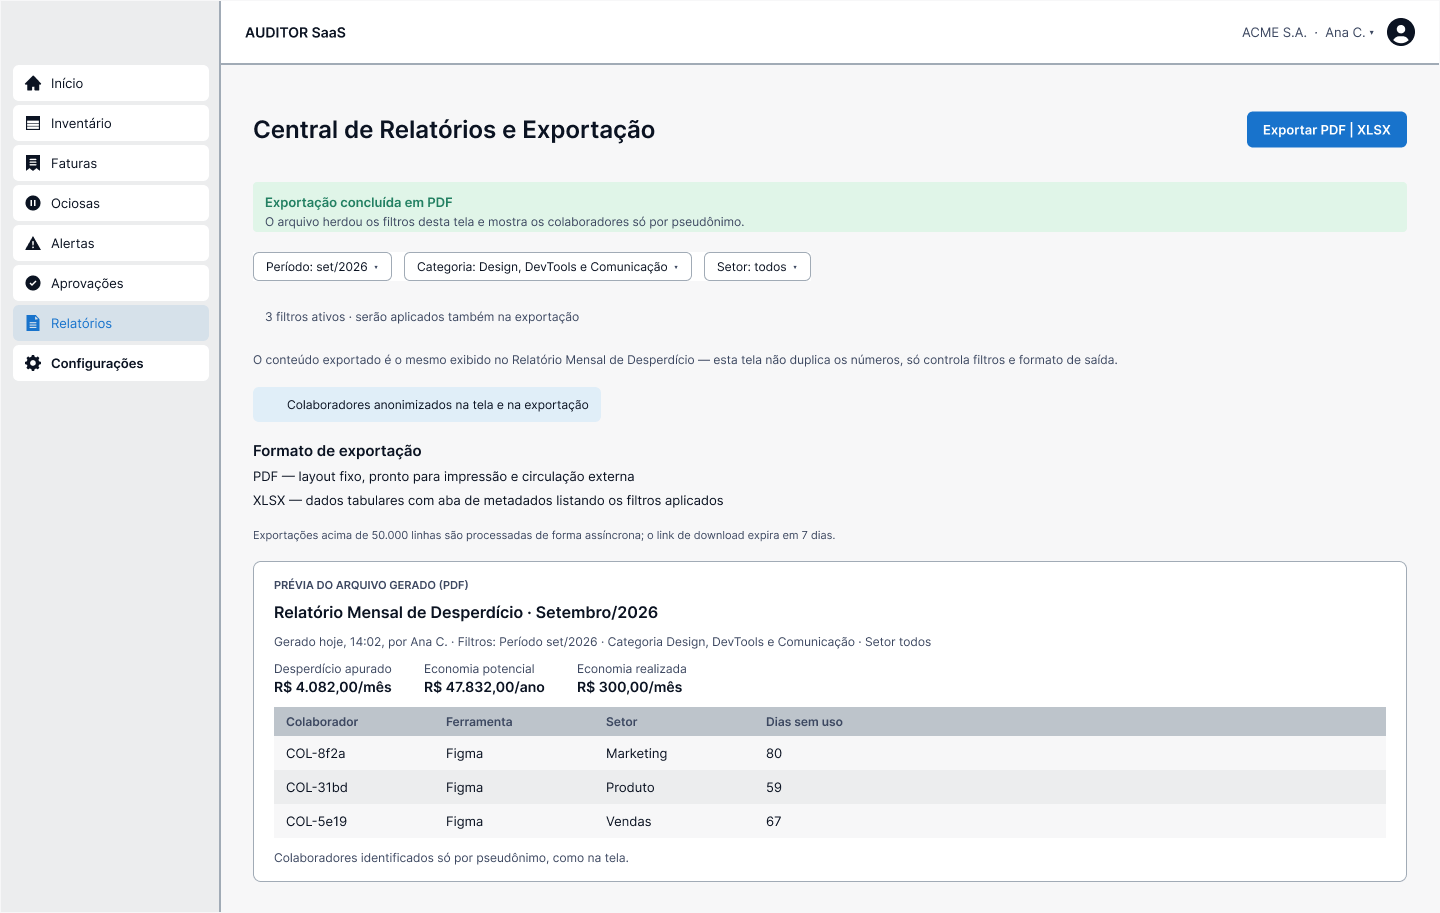 AUDITOR SaaS
ACME S.A. · Ana C. ▾
Início
Inventário
Faturas
Ociosas
Alertas
Aprovações
Relatórios
Configurações
Central de Relatórios e Exportação
Exportar PDF | XLSX
Exportação concluída em PDF
O arquivo herdou os filtros desta tela e mostra os colaboradores só por pseudônimo.
Período: set/2026 ▾
Categoria: Design, DevTools e Comunicação ▾
Setor: todos ▾
3 filtros ativos · serão aplicados também na exportação
O conteúdo exportado é o mesmo exibido no Relatório Mensal de Desperdício — esta tela não duplica os números, só controla filtros e formato de saída.
Colaboradores anonimizados na tela e na exportação
Formato de exportação
PDF — layout fixo, pronto para impressão e circulação externa
XLSX — dados tabulares com aba de metadados listando os filtros aplicados
Exportações acima de 50.000 linhas são processadas de forma assíncrona; o link de download expira em 7 dias.
PRÉVIA DO ARQUIVO GERADO (PDF)
Relatório Mensal de Desperdício · Setembro/2026
Gerado hoje, 14:02, por Ana C. · Filtros: Período set/2026 · Categoria Design, DevTools e Comunicação · Setor todos
Desperdício apurado Economia potencial Economia realizada
R$ 4.082,00/mês R$ 47.832,00/ano R$ 300,00/mês
Colaborador Ferramenta Setor Dias sem uso
COL-8f2a Figma Marketing 80
COL-31bd Figma Produto 59
COL-5e19 Figma Vendas 67
Colaboradores identificados só por pseudônimo, como na tela.